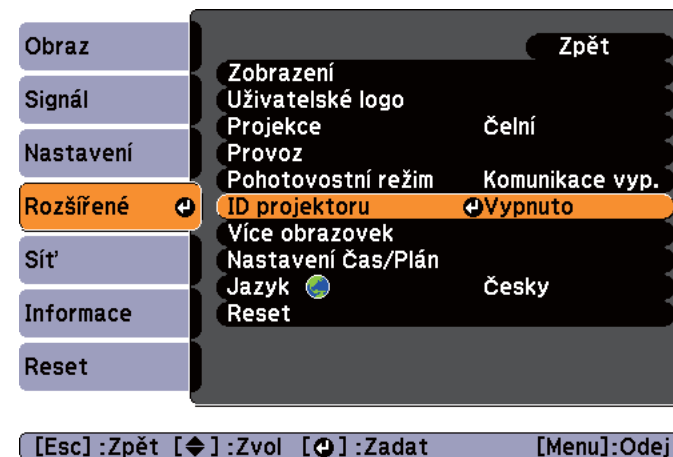 Obraz
Signál
Nastavení
Rozšířené
Síť
Informace
Reset
Zpět
Zobrazení
Uživatelské logo
Projekce Čelní
Provoz
Pohotovostní režim Komunikace vyp.
ID projektoru Vypnuto
Více obrazovek
Nastavení Čas/Plán
Jazyk Česky
Reset
[Esc] :Zpět [◆] :Zvol [↵] :Zadat [Menu]:Odej